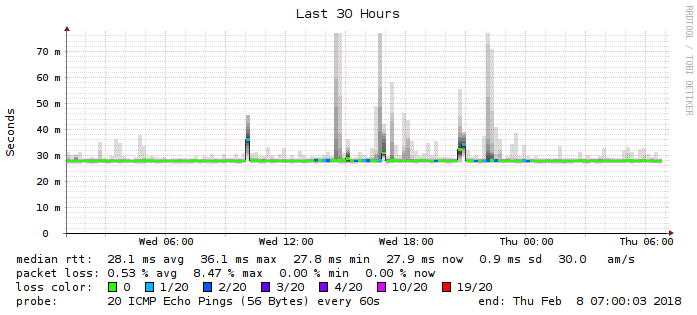 Last 30 Hours
RRDTOOL / TOBI OETIKER
Seconds
70 m
60 m
50 m
40 m
30 m
20 m
10 m
0
Wed 06:00 Wed 12:00 Wed 18:00 Thu 00:00 Thu 06:00
median rtt: 28.1 ms avg 36.1 ms max 27.8 ms min 27.9 ms now 0.9 ms sd 30.0 am/s
packet loss: 0.53 % avg 8.47 % max 0.00 % min 0.00 % now
loss color: 0 1/20 2/20 3/20 4/20 10/20 19/20
probe: 20 ICMP Echo Pings (56 Bytes) every 60s end: Thu Feb 8 07:00:03 2018